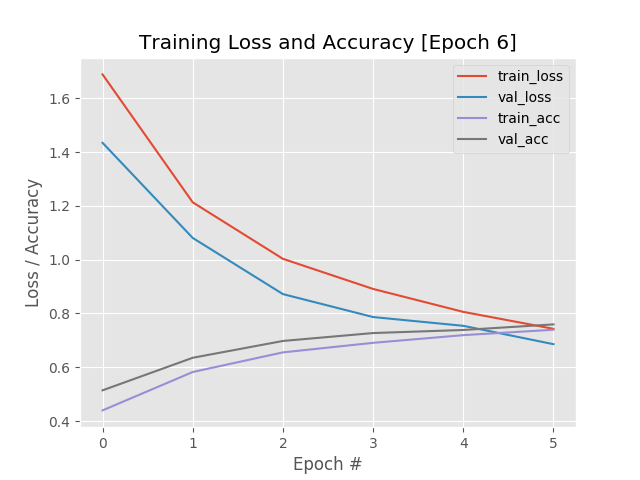 Training Loss and Accuracy [Epoch 6]
train_loss
val_loss
train_acc
val_acc
1.6
1.4
1.2
1.0
0.8
0.6
0.4
Loss / Accuracy
0 1 2 3 4 5
Epoch #